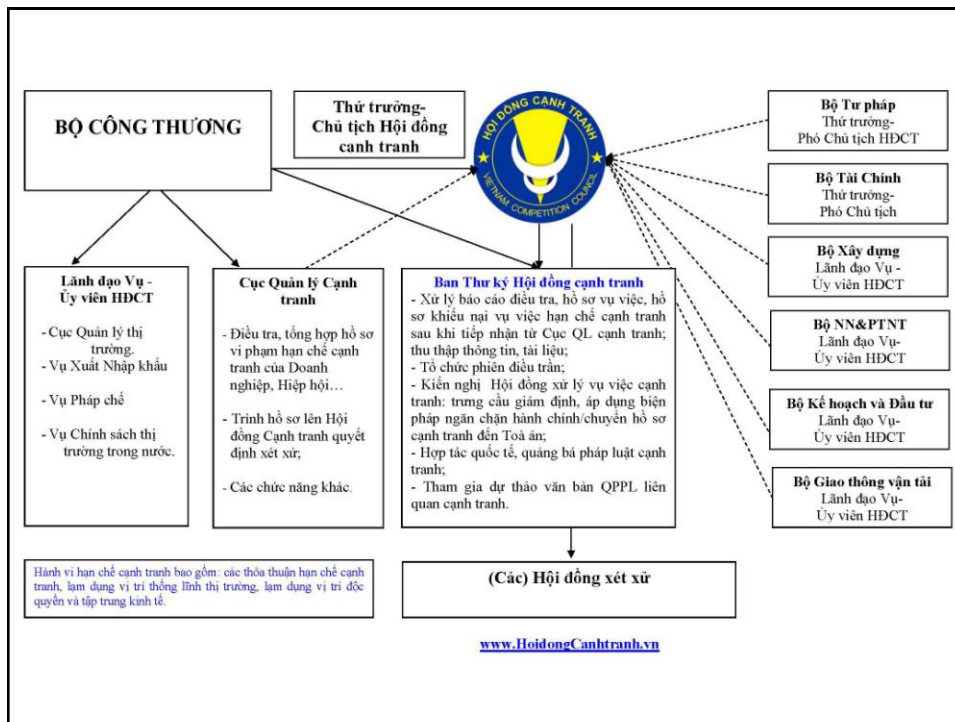 BỘ CÔNG THƯƠNG
Thứ trưởng-
Chủ tịch Hội đồng
cạnh tranh
HỘI ĐỒNG CẠNH TRANH
VIETNAM COMPETITION COUNCIL
Bộ Tư pháp
Thứ trưởng-
Phó Chủ tịch HĐCT
Bộ Tài Chính
Thứ trưởng-
Phó Chủ tịch
Bộ Xây dựng
Lãnh đạo Vụ -
Ủy viên HĐCT
Bộ NN&PTNT
Lãnh đạo Vụ-
Ủy viên HĐCT
Bộ Kế hoạch và Đầu tư
Lãnh đạo Vụ-
Ủy viên HĐCT
Bộ Giao thông vận tải
Lãnh đạo Vụ-
Ủy viên HĐCT
Lãnh đạo Vụ -
Ủy viên HĐCT
- Cục Quản lý thị
trường.
- Vụ Xuất Nhập khẩu
- Vụ Pháp chế
- Vụ Chính sách thị
trường trong nước.
Cục Quản lý Cạnh
tranh
- Điều tra, tổng hợp hồ sơ
vi phạm hạn chế cạnh
tranh của Doanh
nghiệp, Hiệp hội…
- Trình hồ sơ lên Hội
đồng Cạnh tranh quyết
định xét xử;
- Các chức năng khác.
Ban Thư ký Hội đồng cạnh tranh
- Xử lý báo cáo điều tra, hồ sơ vụ việc, hồ
sơ khiếu nại vụ việc hạn chế cạnh tranh
sau khi tiếp nhận từ Cục QL cạnh tranh;
thu thập thông tin, tài liệu;
- Tổ chức phiên điều trần;
- Kiến nghị Hội đồng xử lý vụ việc cạnh
tranh: trưng cầu giám định, áp dụng biện
pháp ngăn chặn hành chính/chuyển hồ sơ
cạnh tranh đến Toà án;
- Hợp tác quốc tế, quảng bá pháp luật cạnh
tranh;
- Tham gia dự thảo văn bản QPPL liên
quan cạnh tranh.
Hành vi hạn chế cạnh tranh bao gồm: các thỏa thuận hạn chế cạnh
tranh, lạm dụng vị trí thống lĩnh thị trường, lạm dụng vị trí độc
quyền và tập trung kinh tế.
(Các) Hội đồng xét xử
www.HoidongCanhtranh.vn